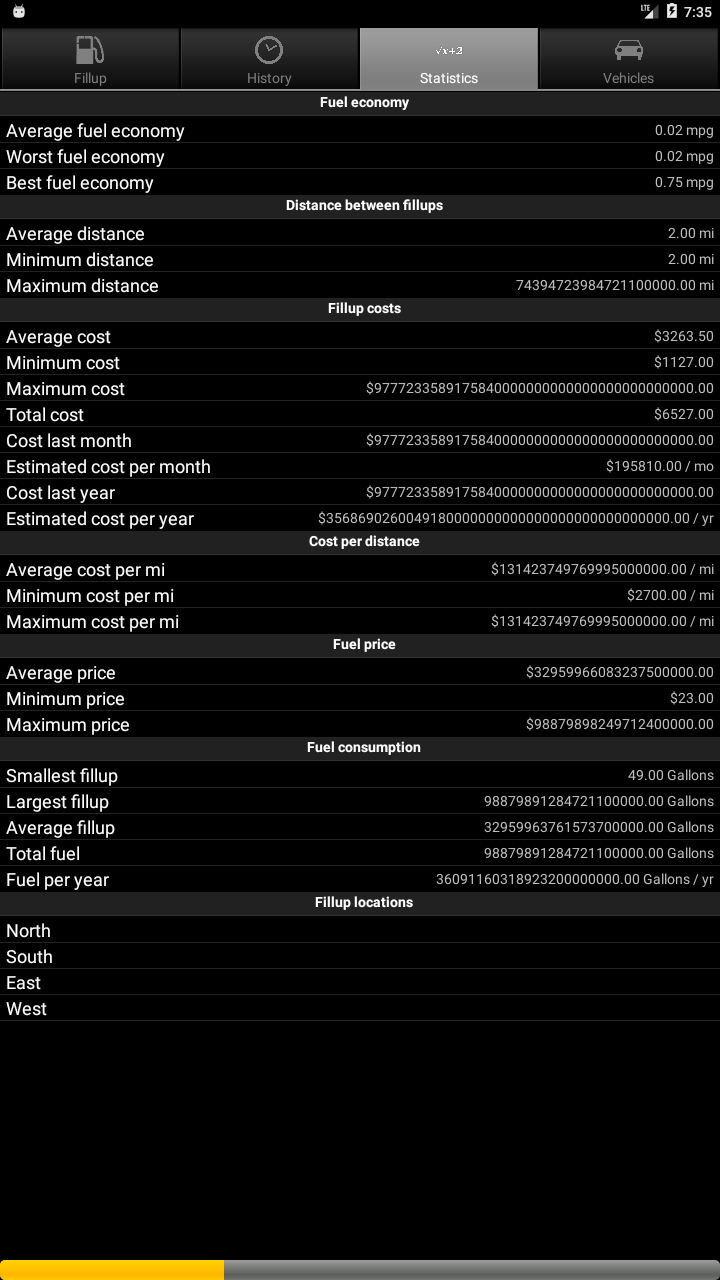 7:35
LTE
Fillup
History
√x+2
Statistics
Vehicles
Fuel economy
Average fuel economy 0.02 mpg
Worst fuel economy 0.02 mpg
Best fuel economy 0.75 mpg
Distance between fillups
Average distance 2.00 mi
Minimum distance 2.00 mi
Maximum distance 74394723984721100000.00 mi
Fillup costs
Average cost $3263.50
Minimum cost $1127.00
Maximum cost $9777233589175840000000000000000000000000.00
Total cost $6527.00
Cost last month $9777233589175840000000000000000000000000.00
Estimated cost per month $195810.00 / mo
Cost last year $9777233589175840000000000000000000000000.00
Estimated cost per year $3568690260049180000000000000000000000000000.00 / yr
Cost per distance
Average cost per mi $131423749769995000000.00 / mi
Minimum cost per mi $2700.00 / mi
Maximum cost per mi $131423749769995000000.00 / mi
Fuel price
Average price $32959966083237500000.00
Minimum price $23.00
Maximum price $98879898249712400000.00
Fuel consumption
Smallest fillup 49.00 Gallons
Largest fillup 98879891284721100000.00 Gallons
Average fillup 32959963761573700000.00 Gallons
Total fuel 98879891284721100000.00 Gallons
Fuel per year 36091160318923200000000.00 Gallons / yr
Fillup locations
North
South
East
West